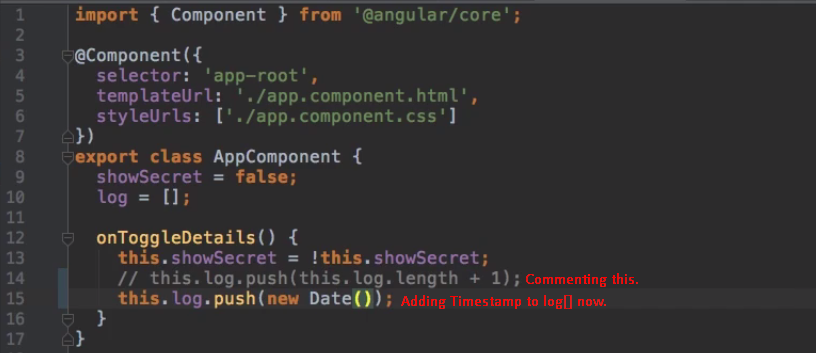 1 import { Component } from '@angular/core';
2
3 @Component({
4 selector: 'app-root',
5 templateUrl: './app.component.html',
6 styleUrls: ['./app.component.css']
7 })
8 export class AppComponent {
9 showSecret = false;
10 log = [];
11
12 onToggleDetails() {
13 this.showSecret = !this.showSecret;
14 // this.log.push(this.log.length + 1); Commenting this.
15 this.log.push(new Date()); Adding Timestamp to log[] now.
16 }
17 }